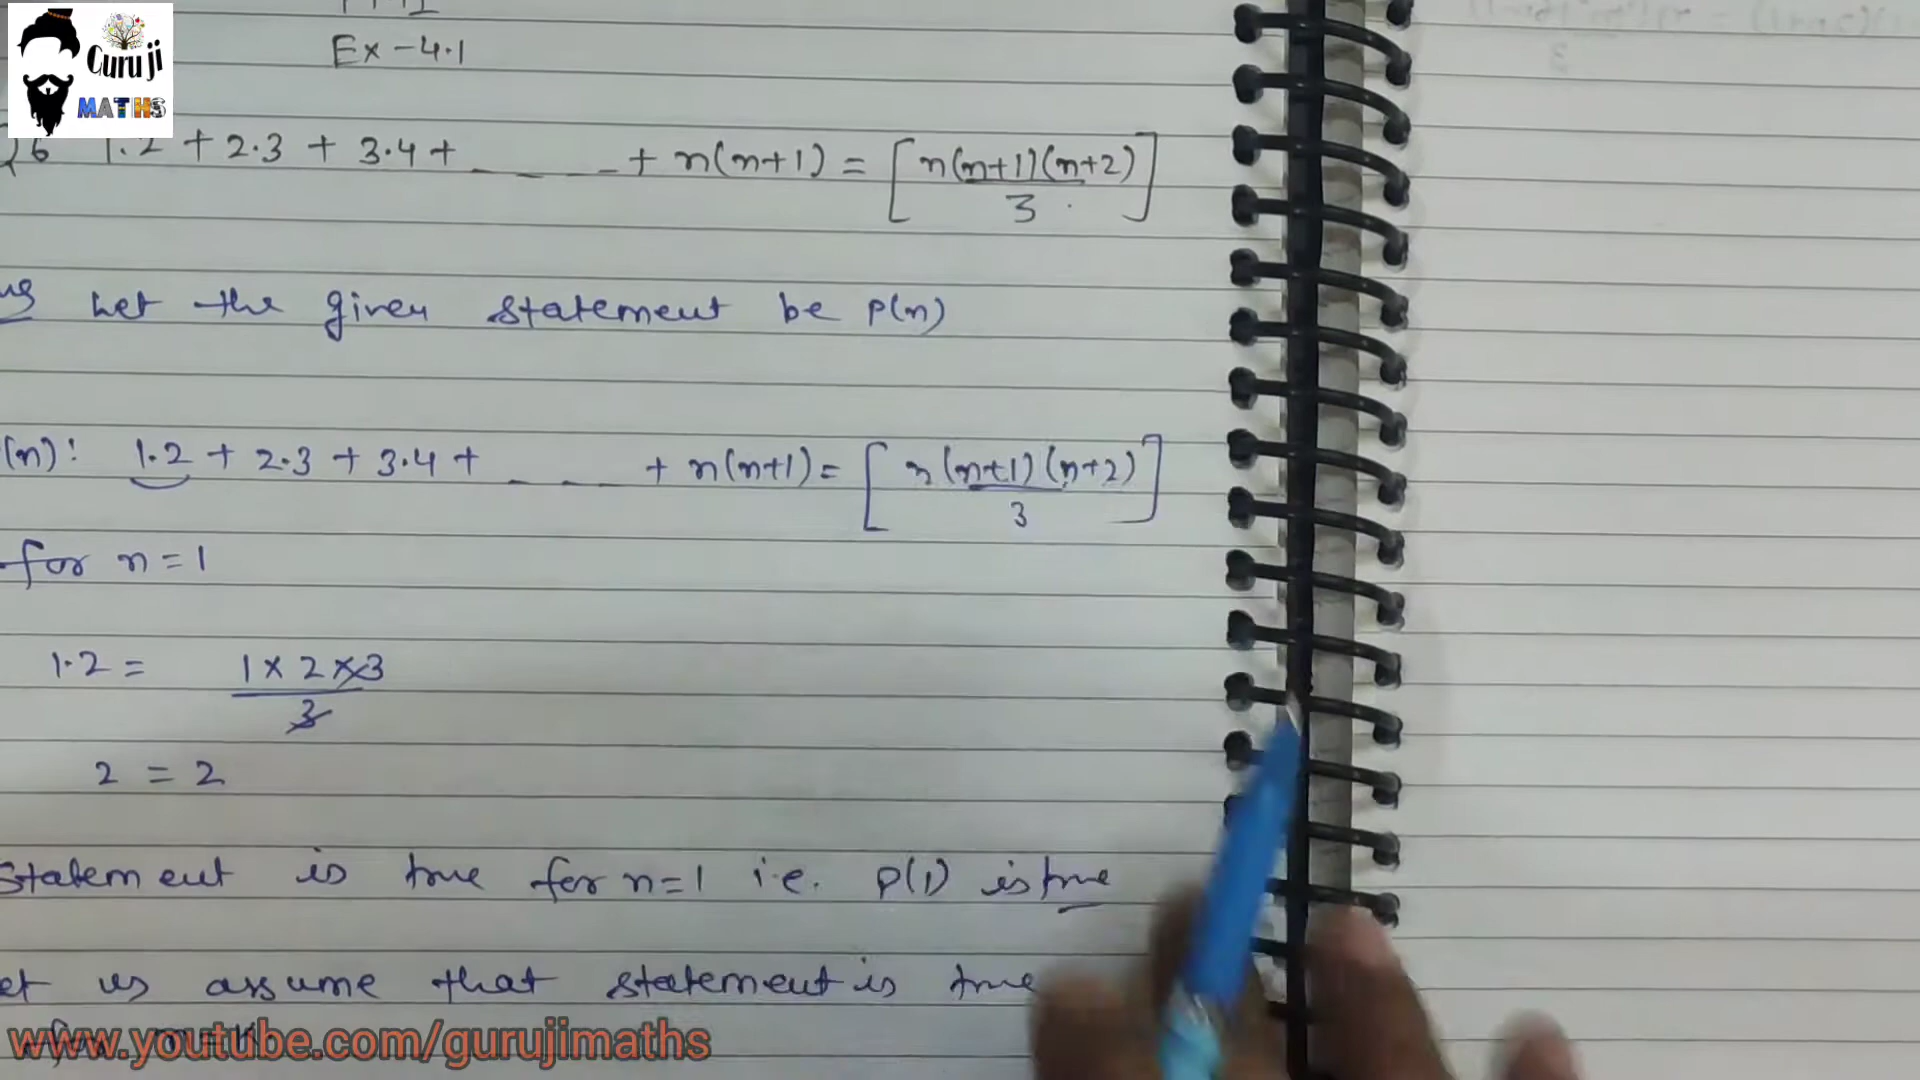 Guru ji
MATHS
Ex - 4.1
Q6 1.2 + 2.3 + 3.4 + _ _ _ _ + n(n+1) = [n(n+1)(n+2)/3]
Let the given statement be P(n)
(n): 1.2 + 2.3 + 3.4 + _ _ _ + n(n+1) = [n(n+1)(n+2)/3]
for n = 1
1.2 = 1 x 2 x 3 / 3
2 = 2
statement is true for n=1 i.e. P(1) is true
et us assume that statement is true
for n = K
www.youtube.com/gurujimaths